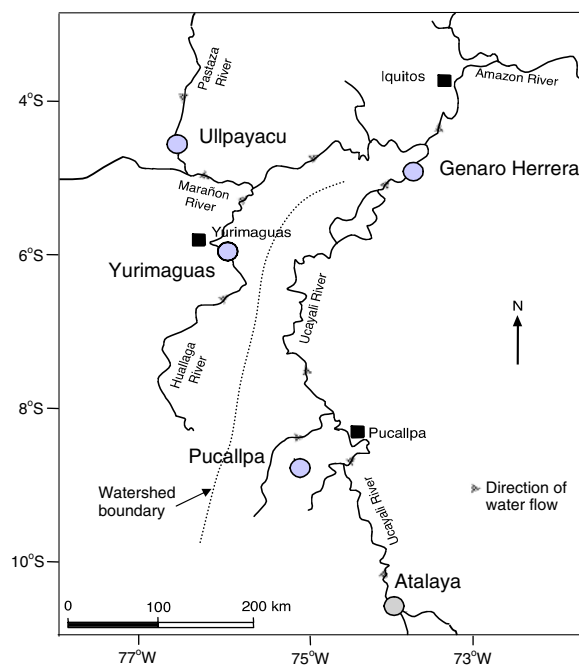 Pastaza
River
Iquitos
Amazon River
4°S
Ullpayacu
Genaro Herrera
Marañon
River
Yurimaguas
6°S
Yurimaguas
Ucayali River
N
Huallaga
River
8°S
Pucallpa
Pucallpa
Watershed
boundary
Ucayali River
Direction of
water flow
10°S
Atalaya
0 100 200 km
77°W 75°W 73°W